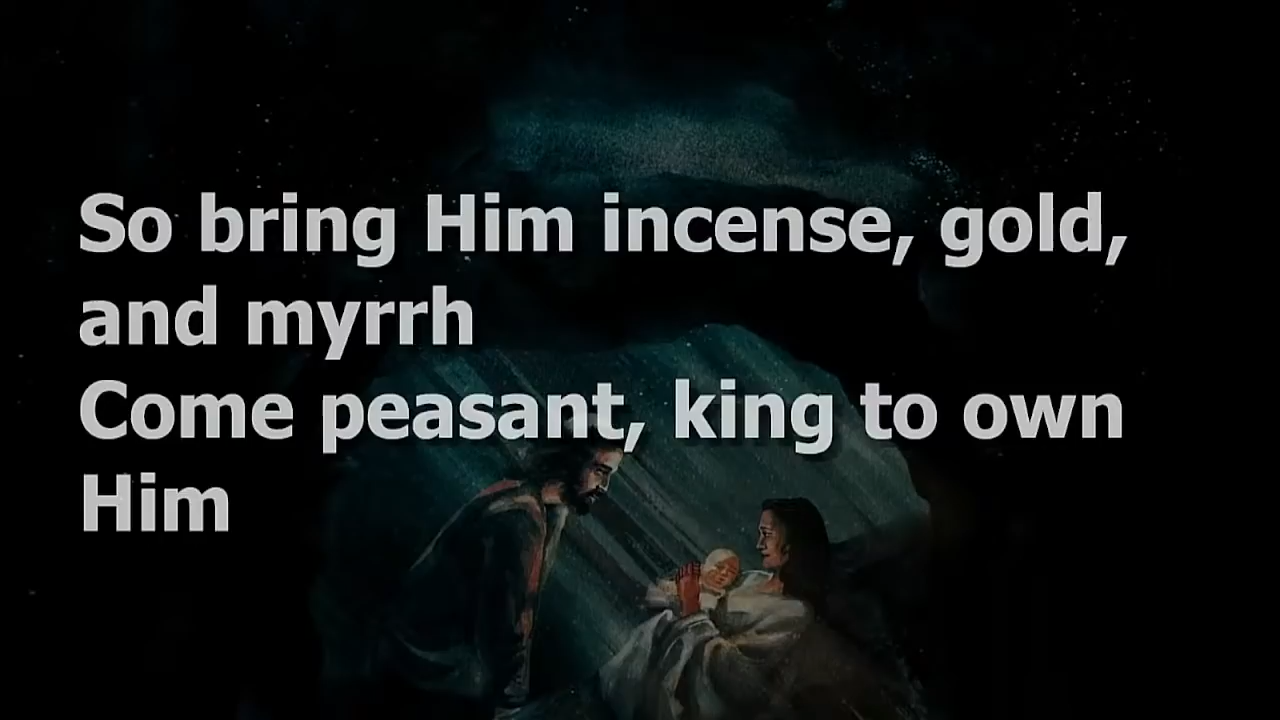 So bring Him incense, gold,
and myrrh
Come peasant, king to own
Him